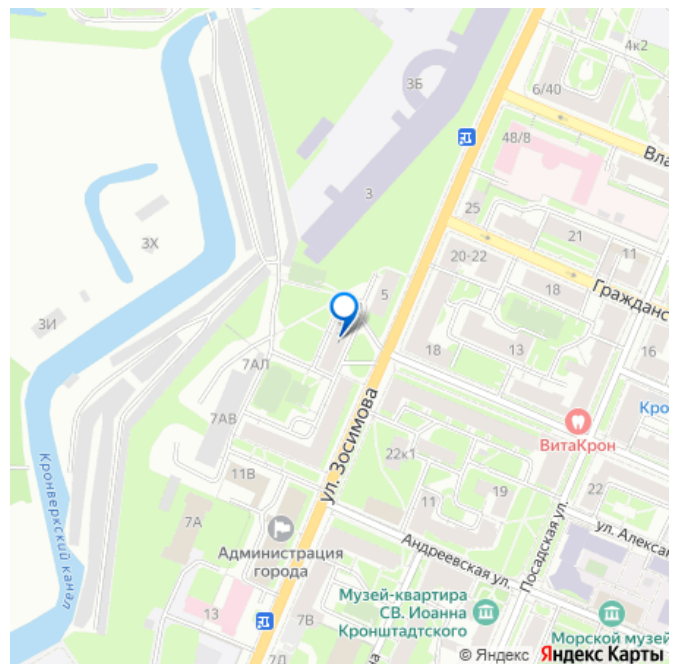 4к2
3Б
6/40
48/8
Вла
3
25
21
11
20-22
3Х
5
18
Гражданс
3И
18
13
16
7АЛ
Кро
ул. Зосимова
7АВ
ВитаКрон
22к1
11В
19
22
11
Кронверкский канал
7А
Администрация
города
Андреевская ул.
Посадская ул.
ул. Алексан
Музей-квартира
СВ. Иоанна
Кронштадтского
13
7В
Морской музей
7Д
© Яндекс Яндекс Карты